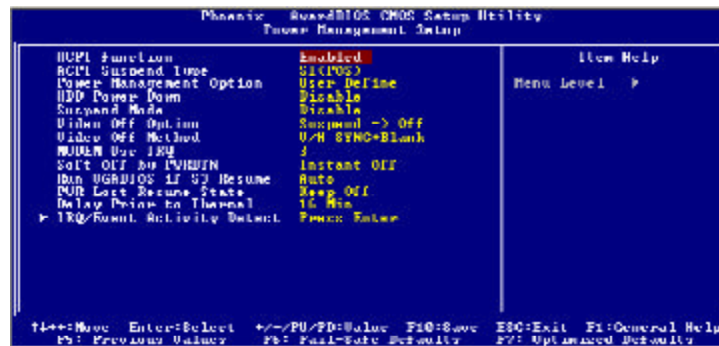 Phoenix - AwardBIOS CMOS Setup Utility
Power Management Setup
ACPI Function Enabled
ACPI Suspend Type S1(POS)
Power Management Option User Define
HDD Power Down Disable
Suspend Mode Disable
Video Off Option Suspend -> Off
Video Off Method V/H SYNC+Blank
MODEM Use IRQ 3
Soft Off by PWRBTN Instant Off
Run VGABIOS if S3 Resume Auto
PWR Lost Resume State Keep Off
Delay Prior to Thermal 16 Min
► IRQ/Event Activity Detect Press Enter
Item Help
Menu Level ►
↑↓→←:Move Enter:Select +/-/PU/PD:Value F10:Save ESC:Exit F1:General Help
F5: Previous Values F6: Fail-Safe Defaults F7: Optimized Defaults